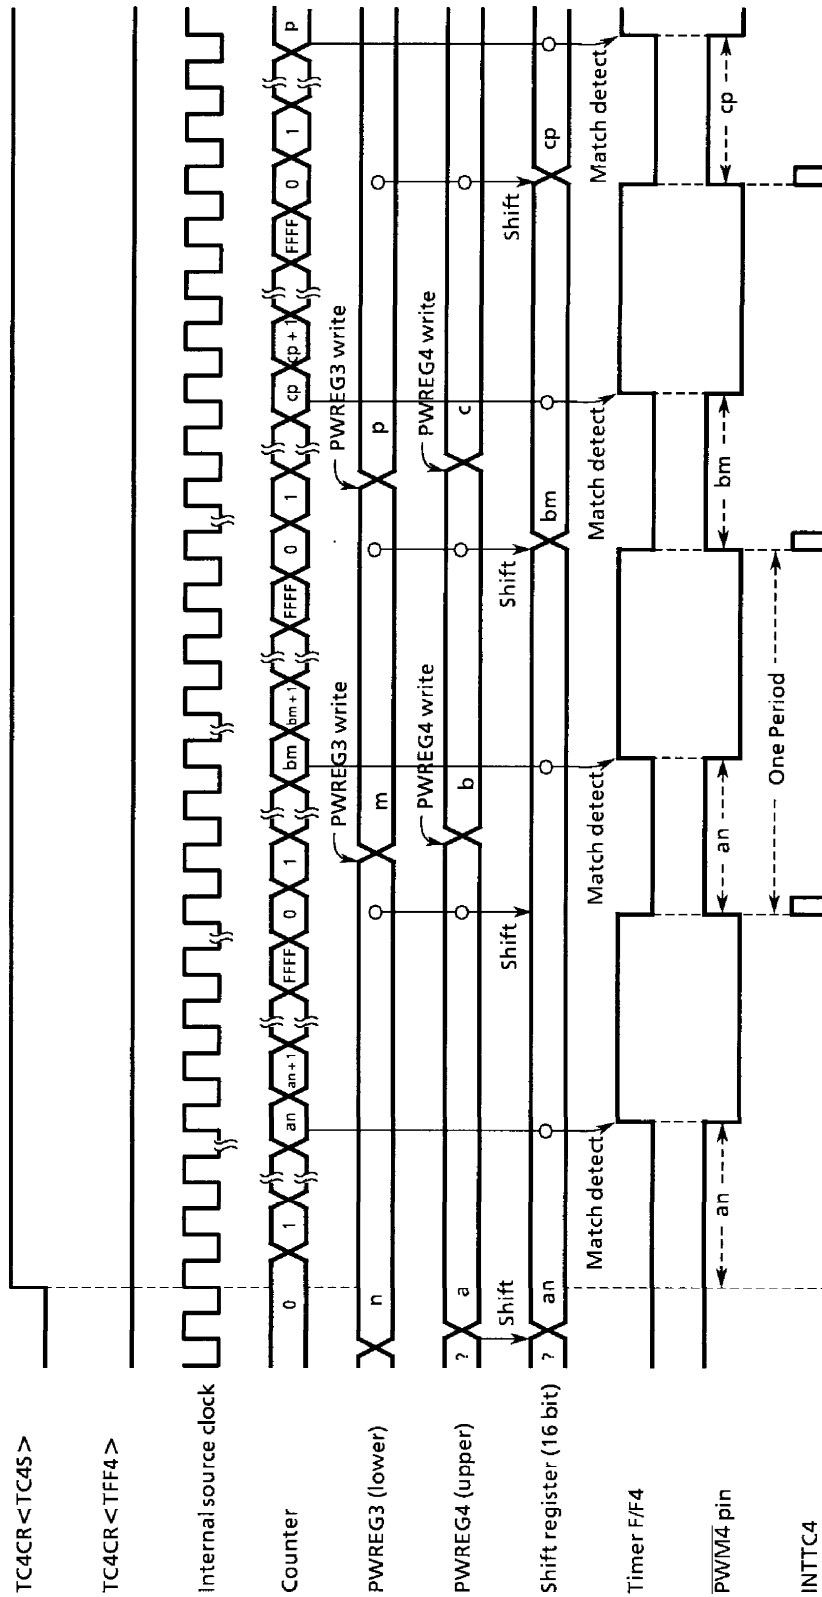 TC4CR<TC4S>
TC4CR<TFF4>
Internal source clock
Counter 0 1 an an + 1 FFFF 0 1 bm bm + 1 FFFF 0 1 cp cp + 1 FFFF 0 1 p
PWREG3 write PWREG3 write
PWREG3 (lower) n m p
PWREG4 write PWREG4 write
PWREG4 (upper) ? a b c
Shift Shift Shift Shift
Shift register (16 bit) ? an bm cp
Match detect Match detect Match detect Match detect
Timer F/F4
PWM4 pin an an bm cp
One Period
INTTC4